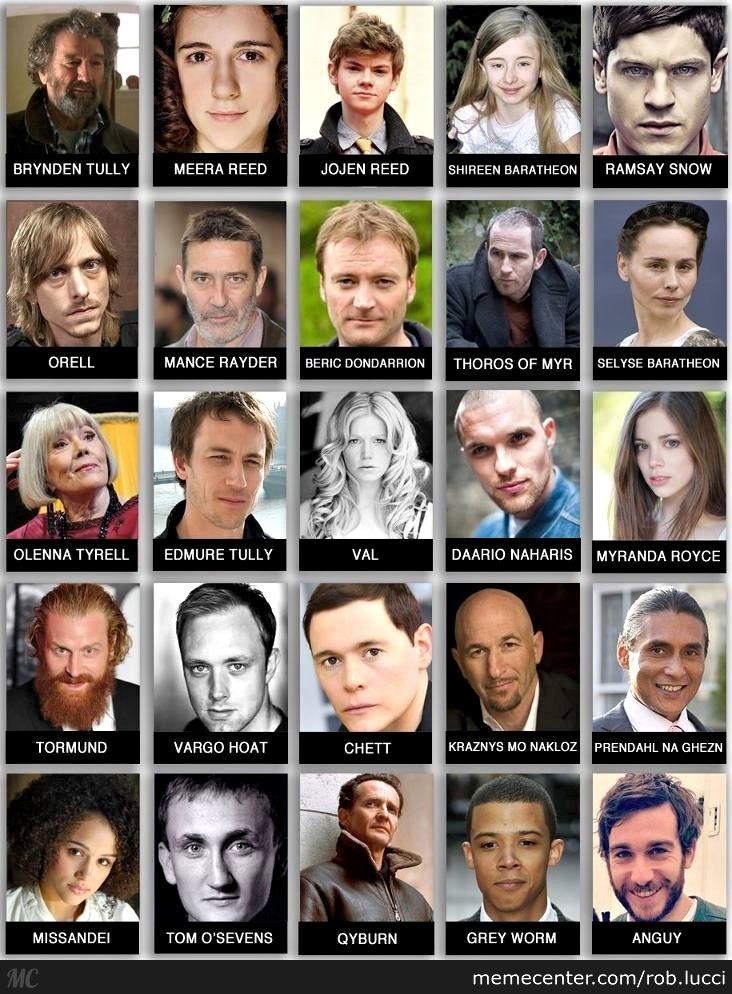 BRYNDEN TULLY
MEERA REED
JOJEN REED
SHIREEN BARATHEON
RAMSAY SNOW
ORELL
MANCE RAYDER
BERIC DONDARRION
THOROS OF MYR
SELYSE BARATHEON
OLENNA TYRELL
EDMURE TULLY
VAL
DAARIO NAHARIS
MYRANDA ROYCE
TORMUND
VARGO HOAT
CHETT
KRAZNYS MO NAKLOZ
PRENDAHL NA GHEZN
MISSANDEI
TOM O'SEVENS
QYBURN
GREY WORM
ANGUY
MC
memecenter.com/rob.lucci